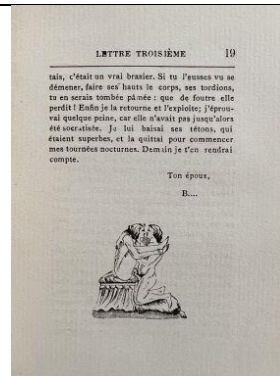 LETTRE TROISIÈME 19
tais, c'était un vrai brasier. Si tu l'eusses vu se
démener, faire ses hauts le corps, ses tordions,
tu en serais tombée pâmée : que de foutre elle
perdit ! Enfin je la retourne et l'exploite; j'éprou-
vai quelque peine, car elle n'avait pas jusqu'alors
été socratisée. Je lui baisai ses tétons, qui
étaient superbes, et la quittai pour commencer
mes tournées nocturnes. Demain je t'en rendrai
compte.
Ton époux,
B....